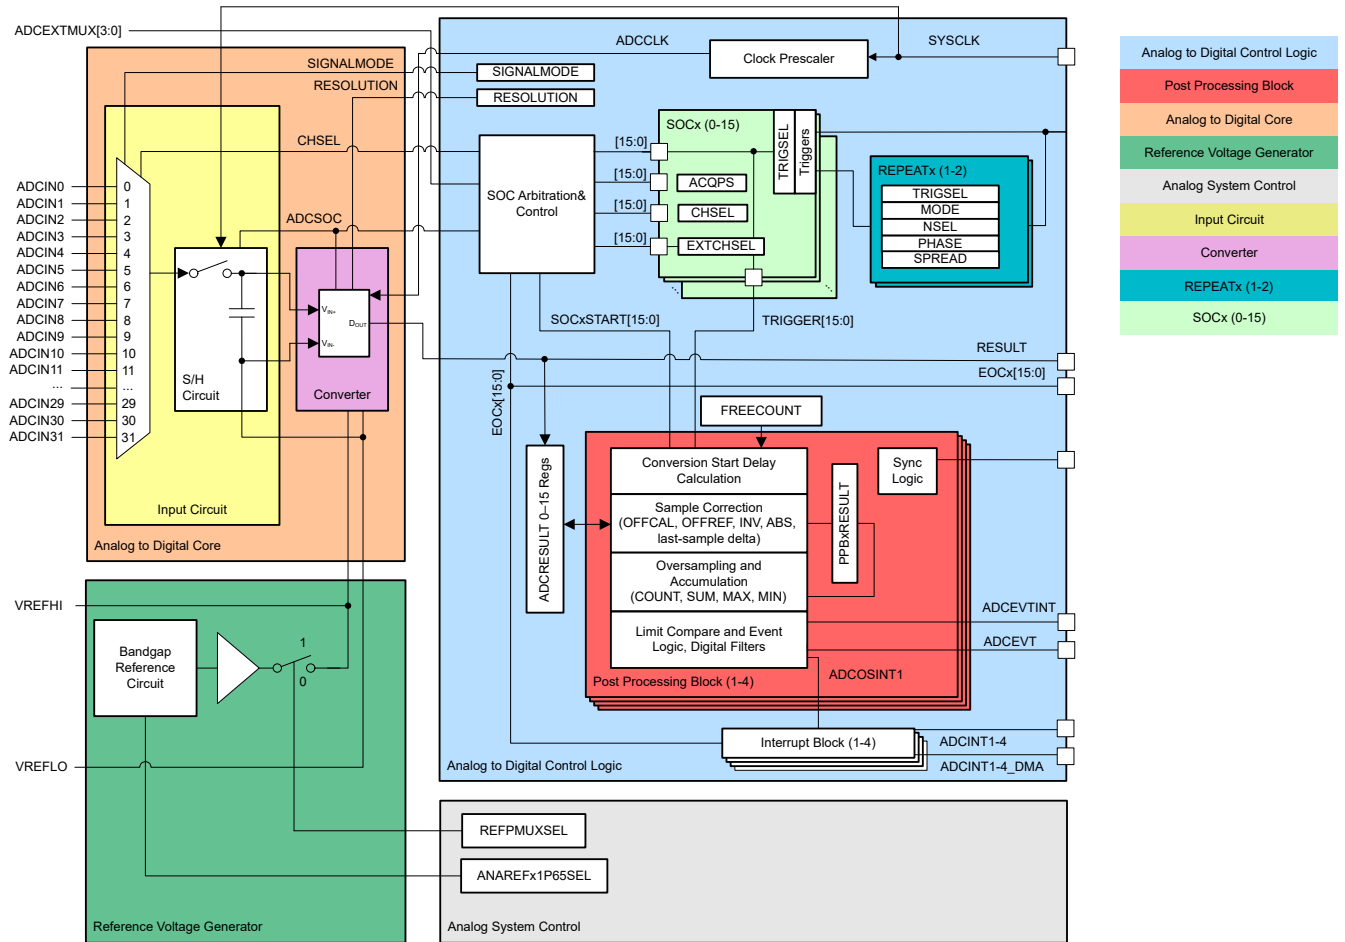 ADCEXTMUX[3:0]
ADCCLK
SYSCLK
Clock Prescaler
SIGNALMODE
SIGNALMODE
RESOLUTION
RESOLUTION
CHSEL
SOC Arbitration&
Control
[15:0]
[15:0]
[15:0]
[15:0]
SOCx (0-15)
TRIGSEL
Triggers
ACQPS
CHSEL
EXTCHSEL
REPEATx (1-2)
TRIGSEL
MODE
NSEL
PHASE
SPREAD
ADCIN0
ADCIN1
ADCIN2
ADCIN3
ADCIN4
ADCIN5
ADCIN6
ADCIN7
ADCIN8
ADCIN9
ADCIN10
ADCIN11
...
ADCIN29
ADCIN30
ADCIN31
0
1
2
3
4
5
6
7
8
9
10
11
...
29
30
31
ADCSOC
S/H
Circuit
VIN+
DOUT
VIN-
Converter
Input Circuit
Analog to Digital Core
SOCxSTART[15:0]
TRIGGER[15:0]
RESULT
EOCx[15:0]
EOCx[15:0]
FREECOUNT
ADCRESULT 0–15 Regs
Conversion Start Delay
Calculation
Sample Correction
(OFFCAL, OFFREF, INV, ABS,
last-sample delta)
Oversampling and
Accumulation
(COUNT, SUM, MAX, MIN)
Limit Compare and Event
Logic, Digital Filters
PPBxRESULT
Sync
Logic
Post Processing Block (1-4)
ADCEVTINT
ADCEVT
ADCOSINT1
Interrupt Block (1-4)
ADCINT1-4
ADCINT1-4_DMA
Analog to Digital Control Logic
VREFHI
Bandgap
Reference
Circuit
1
0
VREFLO
Reference Voltage Generator
REFPMUXSEL
ANAREFx1P65SEL
Analog System Control
Analog to Digital Control Logic
Post Processing Block
Analog to Digital Core
Reference Voltage Generator
Analog System Control
Input Circuit
Converter
REPEATx (1-2)
SOCx (0-15)